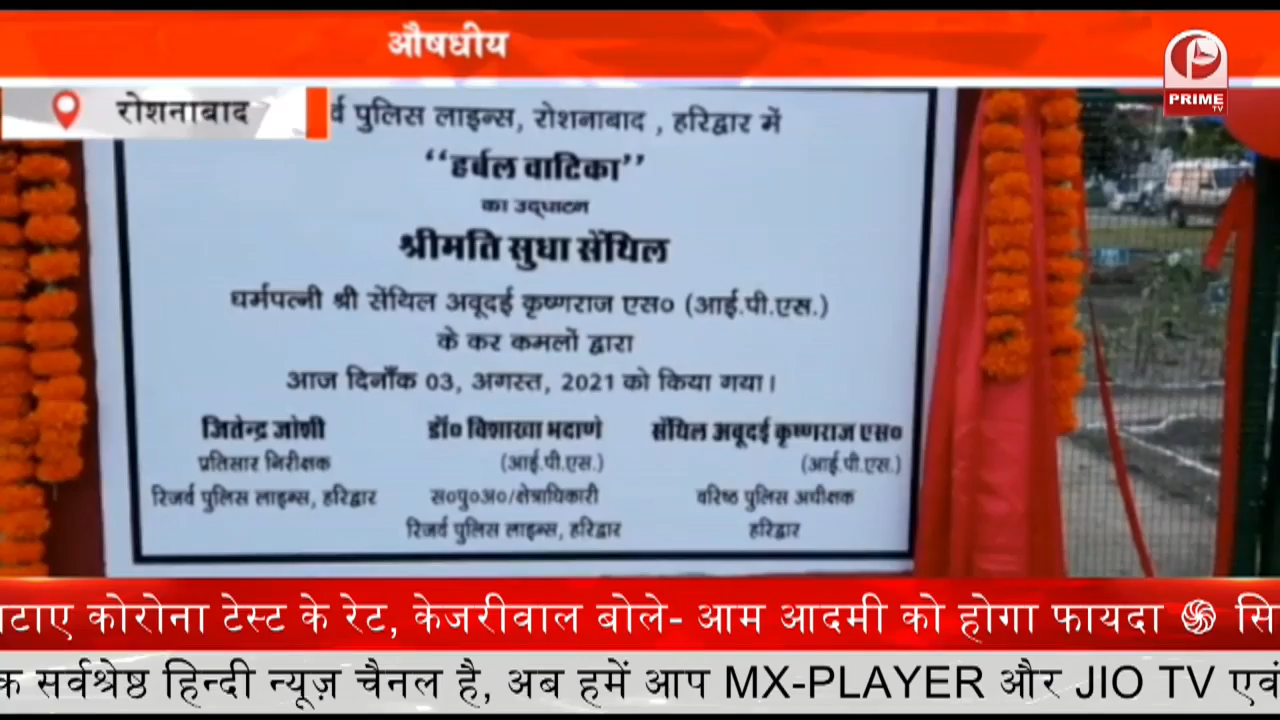 औषधीय
PRIME
TV
रोशनाबाद
र्व पुलिस लाइन्स, रोशनाबाद , हरिद्वार में
“हर्बल वाटिका”
का उद्घाटन
श्रीमति सुधा सेंथिल
धर्मपत्नी श्री सेंथिल अबूदई कृष्णराज एस० (आई.पी.एस.)
के कर कमलों द्वारा
आज दिनाँक 03, अगस्त, 2021 को किया गया।
जितेन्द्र जोशी
प्रतिसार निरीक्षक
रिजर्व पुलिस लाइन्स, हरिद्वार
डॉ० विशाखा भदाणे
(आई.पी.एस.)
स०पु०अ०/क्षेत्राधिकारी
रिजर्व पुलिस लाइन्स, हरिद्वार
सेंथिल अबूदई कृष्णराज एस०
(आई.पी.एस.)
वरिष्ठ पुलिस अधीक्षक
हरिद्वार
टाए कोरोना टेस्ट के रेट, केजरीवाल बोले- आम आदमी को होगा फायदा सि
क सर्वश्रेष्ठ हिन्दी न्यूज़ चैनल है, अब हमें आप MX-PLAYER और JIO TV एवं